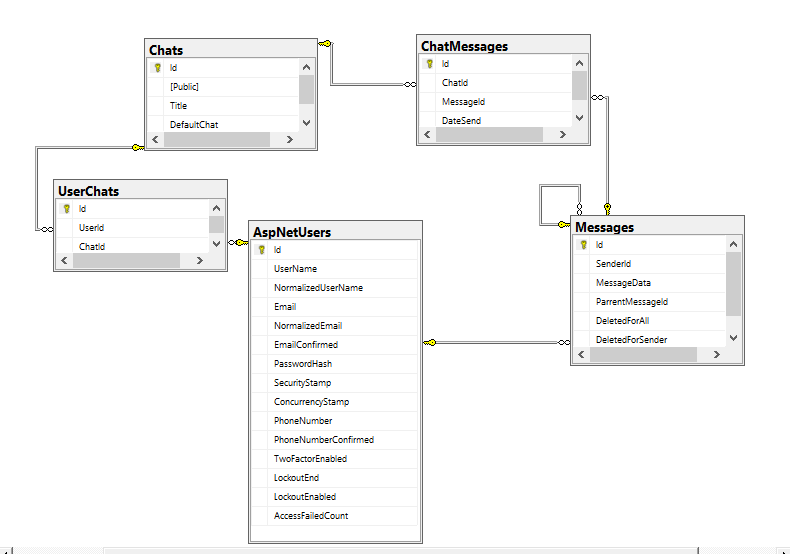 Chats
Id
[Public]
Title
DefaultChat
ChatMessages
Id
ChatId
MessageId
DateSend
UserChats
Id
UserId
ChatId
AspNetUsers
Id
UserName
NormalizedUserName
Email
NormalizedEmail
EmailConfirmed
PasswordHash
SecurityStamp
ConcurrencyStamp
PhoneNumber
PhoneNumberConfirmed
TwoFactorEnabled
LockoutEnd
LockoutEnabled
AccessFailedCount
Messages
Id
SenderId
MessageData
ParrentMessageId
DeletedForAll
DeletedForSender